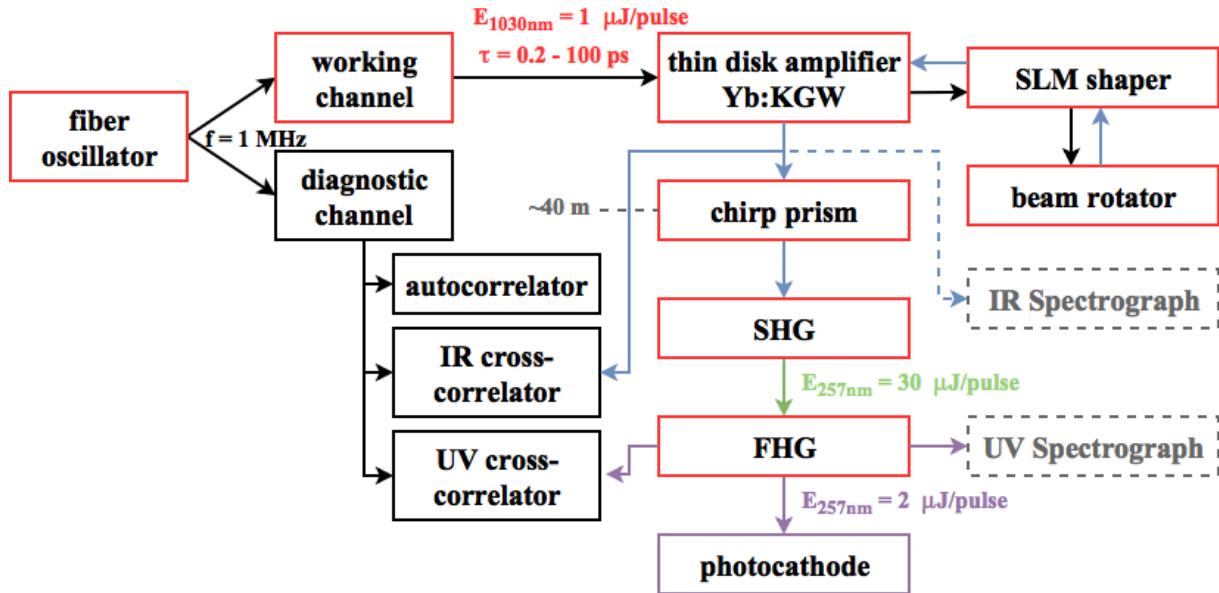 E1030nm = 1 μJ/pulse
τ = 0.2 - 100 ps
working
channel
thin disk amplifier
Yb:KGW
SLM shaper
fiber
oscillator
f = 1 MHz
diagnostic
channel
~40 m
chirp prism
beam rotator
autocorrelator
SHG
IR Spectrograph
IR cross-
correlator
E257nm = 30 μJ/pulse
UV cross-
correlator
FHG
UV Spectrograph
E257nm = 2 μJ/pulse
photocathode